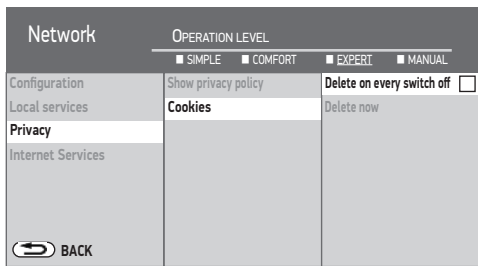 Network
OPERATION LEVEL
SIMPLE COMFORT EXPERT MANUAL
Configuration
Local services
Privacy
Internet Services
BACK
Show privacy policy
Cookies
Delete on every switch off
Delete now